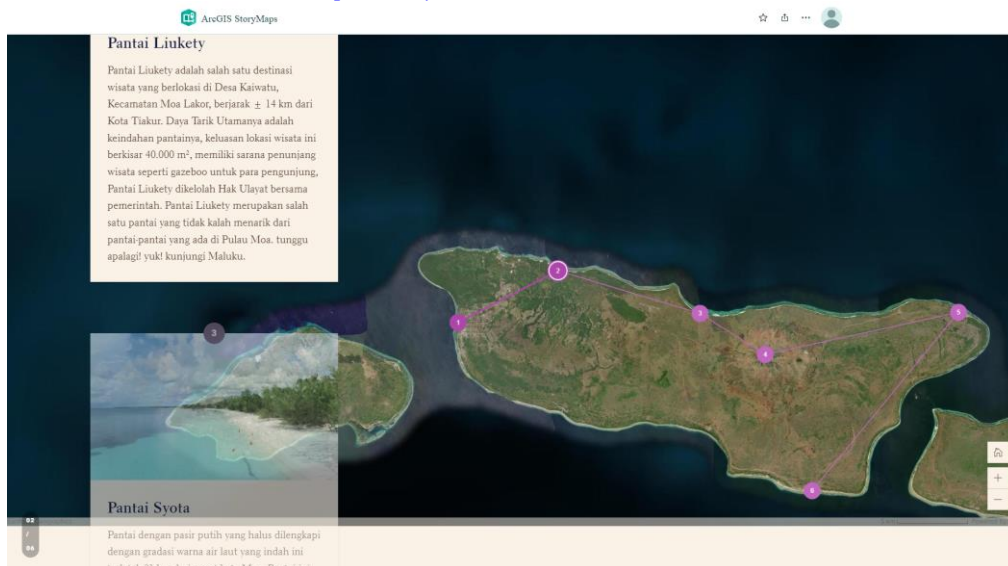 ArcGIS StoryMaps
Pantai Liukety
Pantai Liukety adalah salah satu destinasi
wisata yang berlokasi di Desa Kaiwatu,
Kecamatan Moa Lakor, berjarak ± 14 km dari
Kota Tiakur. Daya Tarik Utamanya adalah
keindahan pantainya, keluasan lokasi wisata ini
berkisar 40.000 m², memiliki sarana penunjang
wisata seperti gazeboo untuk para pengunjung,
Pantai Liukety dikelolah Hak Ulayat bersama
pemerintah. Pantai Liukety merupakan salah
satu pantai yang tidak kalah menarik dari
pantai-pantai yang ada di Pulau Moa. tunggu
apalagi! yuk! kunjungi Maluku.
1
2
3
4
5
6
3
Pantai Syota
Pantai dengan pasir putih yang halus dilengkapi
dengan gradasi warna air laut yang indah ini
02
/
06